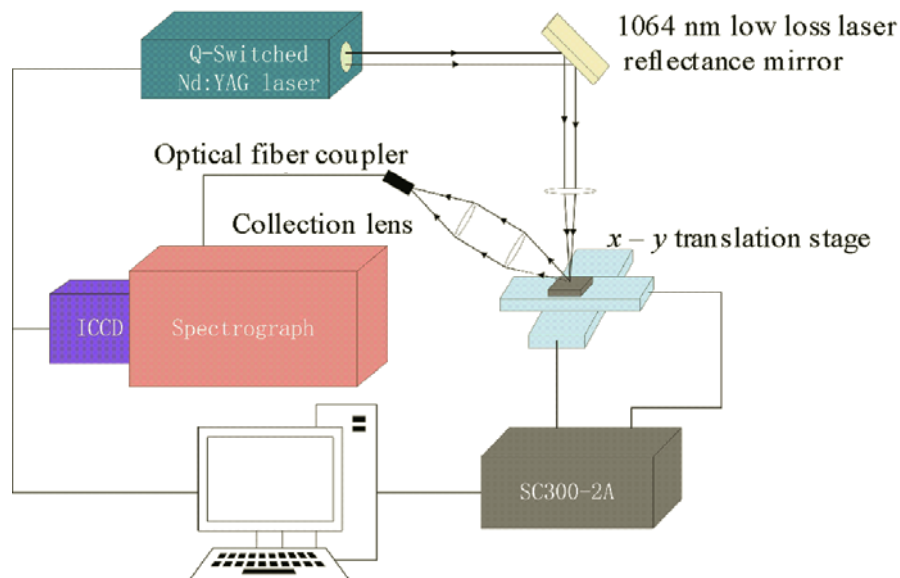 Q-Switched
Nd:YAG laser
1064 nm low loss laser
reflectance mirror
Optical fiber coupler
Collection lens
x – y translation stage
ICCD
Spectrograph
SC300-2A